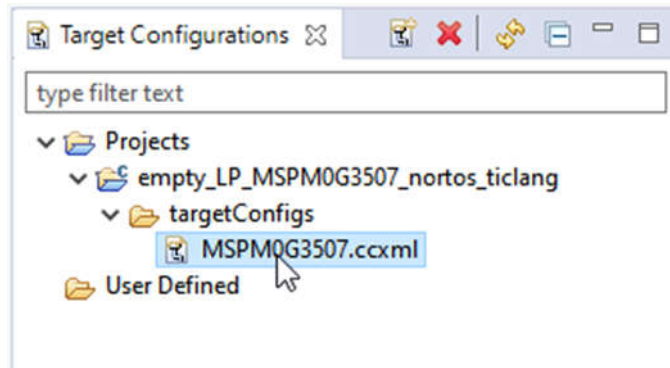 Target Configurations
type filter text
Projects
empty_LP_MSPM0G3507_nortos_ticlang
targetConfigs
MSPM0G3507.ccxml
User Defined